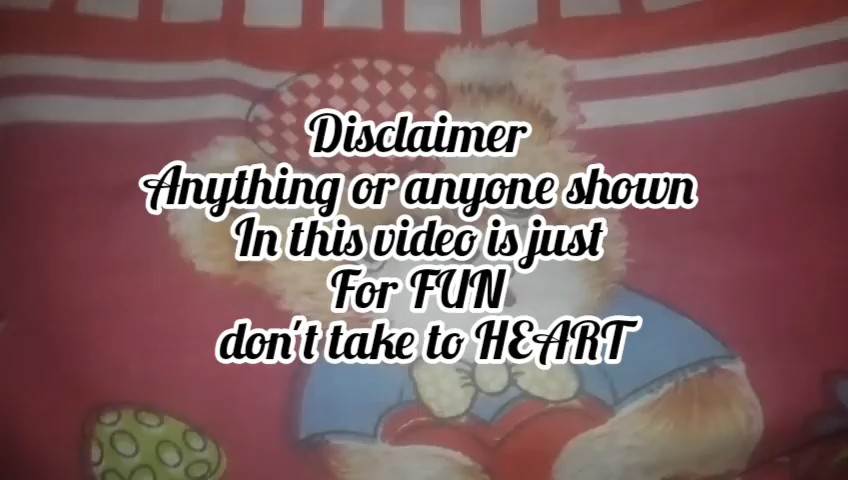 Disclaimer
Anything or anyone shown
In this video is just
For FUN
don't take to HEART